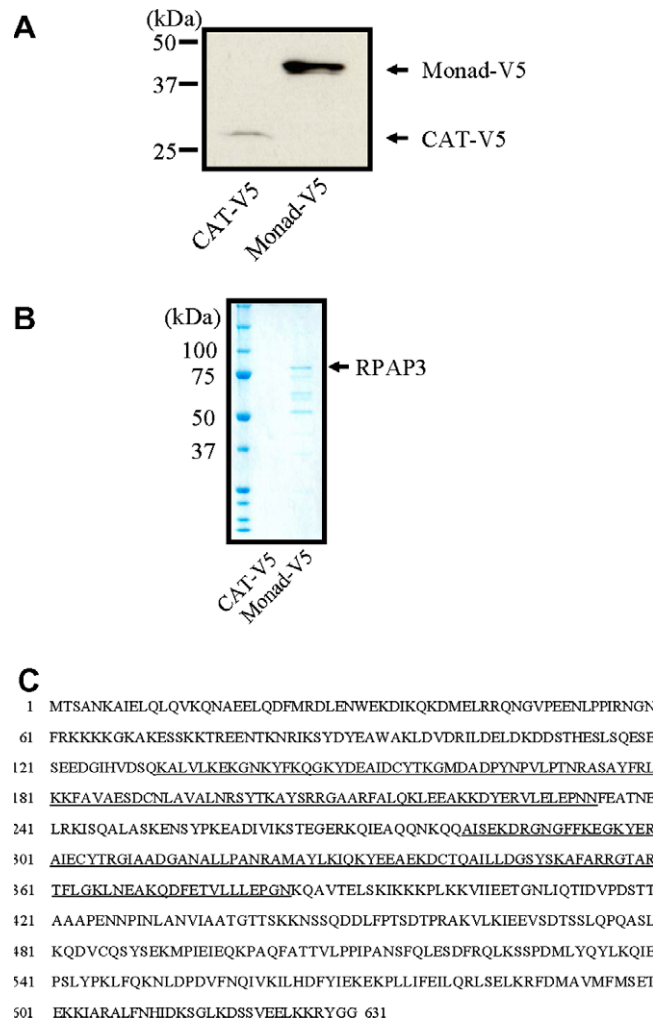 A
(kDa)
50
37
25
Monad-V5
CAT-V5
CAT-V5
Monad-V5
B
(kDa)
100
75
50
37
RPAP3
CAT-V5
Monad-V5
C
1 MTSANKAIELQLQVKQNAEELQDFMRDLENWEKDIKQKDMELRRQNGVPEENLPPIRNGN
61 FRKKKKGKAKESSKKTREENTKNRIKSYDYEAWAKLDVDRILDELDKDDSTHESLSQESE
121 SEEDGIHVDSQKALVLKEKGNKYFKQGKYDEAIDCYTKGMDADPYNPVLPTNRASAYFRL
181 KKFAVAESDCNLAVALNRSYTKAYSRRGAARFALQKLEEAKKDYERVLELEPNNFEATNE
241 LRKISQALASKENSYPKEADIVIKSTEGERKQIEAQQNKQQAISEKDRGNGFFKEGKYER
301 AIECYTRGIAADGANALLPANRAMAYLKIQKYEEAEKDCTQAILLDGSYSKAFARRGTAR
361 TFLGKLNEAKQDFETVLLLEPGNKQAVTELSKIKKKPLKKVIIEETGNLIQTIDVPDSTT
421 AAAPENNPINLANVIAATGTTSKKNSSQDDLFPTSDTPRAKVLKIEEVSDTSSLQPQASL
481 KQDVCQSYSEKMPIEIEQKPAQFATTVLPPIPANSFQLESDFRQLKSSPDMLYQYLKQIE
541 PSLYPKLFQKNLDPDVFNQIVKILHDFYIEKEKPLLIFEILQRLSELKRFDMAVMFMSET
601 EKKIARALFNHIDKSGLKDSSVEELKKRYGG 631